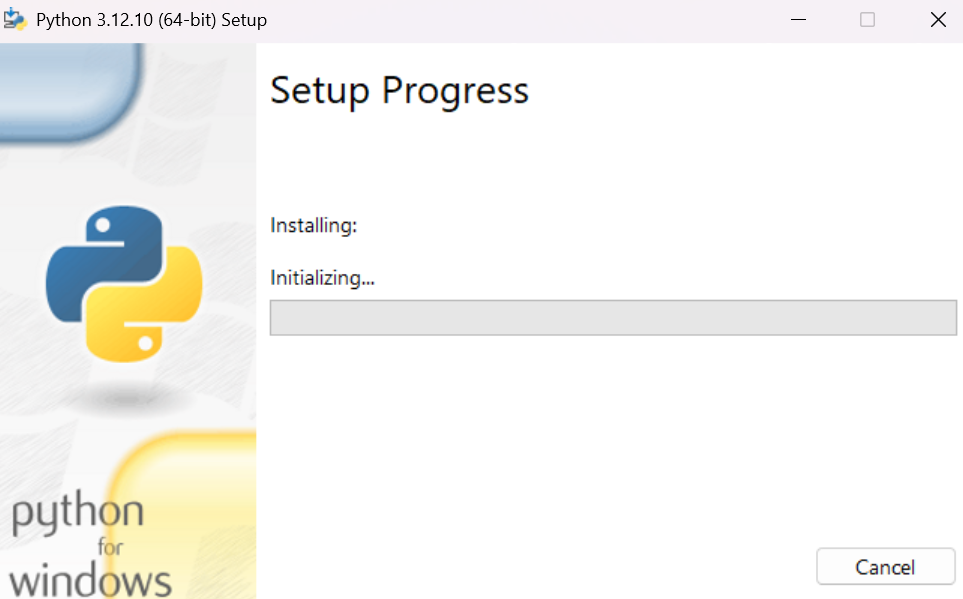 Python 3.12.10 (64-bit) Setup
Setup Progress
Installing:
Initializing...
python
for
windows
Cancel